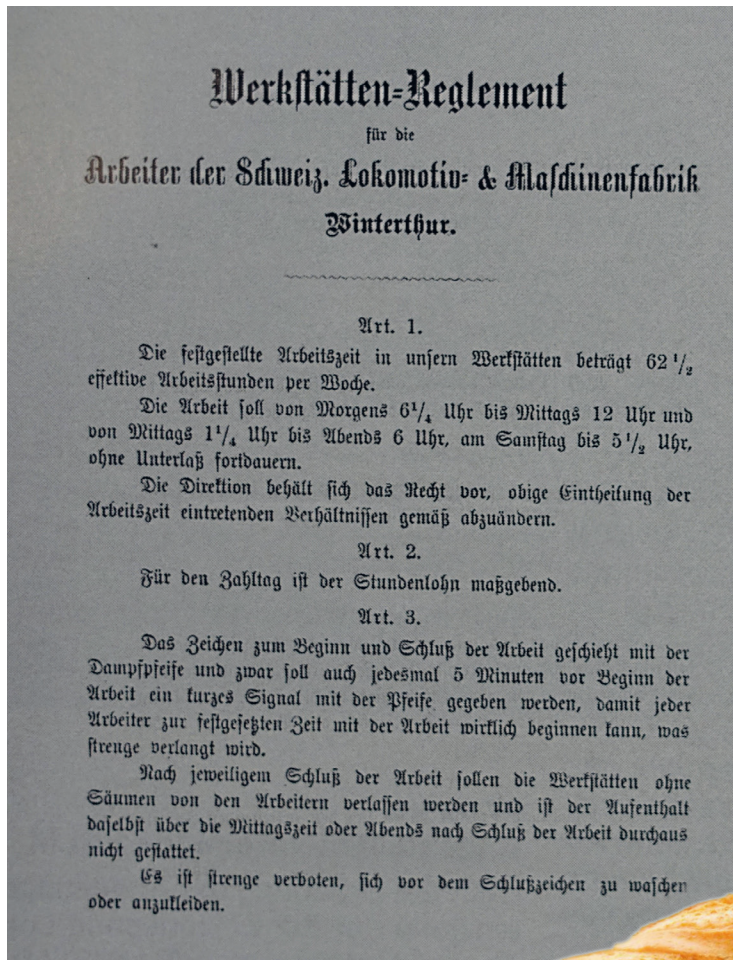 Werkstätten-Reglement
für die
Arbeiter der Schweiz. Lokomotiv- & Maschinenfabrik
Winterthur.
Art. 1.
Die festgestellte Arbeitszeit in unsern Werkstätten beträgt 62 1/2
effektive Arbeitsstunden per Woche.
Die Arbeit soll von Morgens 6 1/4 Uhr bis Mittags 12 Uhr und
von Mittags 1 1/4 Uhr bis Abends 6 Uhr, am Samstag bis 5 1/2 Uhr,
ohne Unterlaß fortdauern.
Die Direktion behält sich das Recht vor, obige Eintheilung der
Arbeitszeit eintretenden Verhältnissen gemäß abzuändern.
Art. 2.
Für den Zahltag ist der Stundenlohn maßgebend.
Art. 3.
Das Zeichen zum Beginn und Schluß der Arbeit geschieht mit der
Dampfpfeife und zwar soll auch jedesmal 5 Minuten vor Beginn der
Arbeit ein kurzes Signal mit der Pfeife gegeben werden, damit jeder
Arbeiter zur festgesetzten Zeit mit der Arbeit wirklich beginnen kann, was
strenge verlangt wird.
Nach jeweiligem Schluß der Arbeit sollen die Werkstätten ohne
Säumen von den Arbeitern verlassen werden und ist der Aufenthalt
daselbst über die Mittagszeit oder Abends nach Schluß der Arbeit durchaus
nicht gestattet.
Es ist strenge verboten, sich vor dem Schlußzeichen zu waschen
oder anzukleiden.